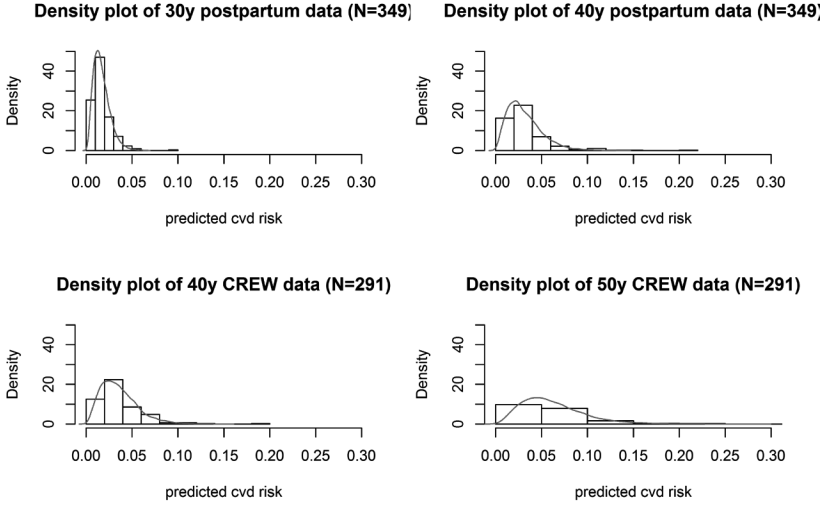 Density plot of 30y postpartum data (N=349)
Density
0 20 40
0.00 0.05 0.10 0.15 0.20 0.25 0.30
predicted cvd risk
Density plot of 40y postpartum data (N=349)
Density
0 20 40
0.00 0.05 0.10 0.15 0.20 0.25 0.30
predicted cvd risk
Density plot of 40y CREW data (N=291)
Density
0 20 40
0.00 0.05 0.10 0.15 0.20 0.25 0.30
predicted cvd risk
Density plot of 50y CREW data (N=291)
Density
0 20 40
0.00 0.05 0.10 0.15 0.20 0.25 0.30
predicted cvd risk